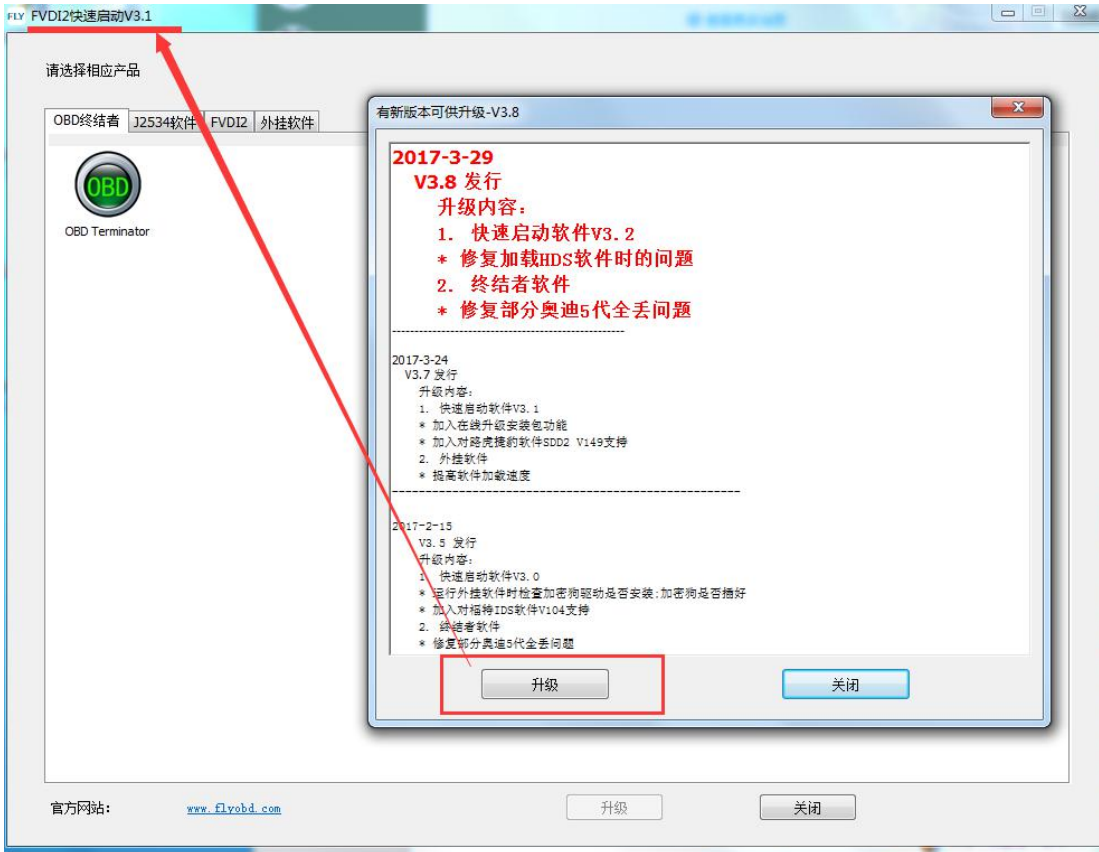 FLY FVDI2快速启动V3.1
请选择相应产品
OBD终结者 J2534软件 FVDI2 外挂软件
OBD
OBD Terminator
有新版本可供升级-V3.8
2017-3-29
V3.8 发行
升级内容:
1. 快速启动软件V3.2
* 修复加载HDS软件时的问题
2. 终结者软件
* 修复部分奥迪5代全丢问题
--------------------------------------------------
2017-3-24
V3.7 发行
升级内容:
1. 快速启动软件V3.1
* 加入在线升级安装包功能
* 加入对路虎捷豹软件SDD2 V149支持
2. 外挂软件
* 提高软件加载速度
--------------------------------------------------
2017-2-15
V3.5 发行
升级内容:
1. 快速启动软件V3.0
* 运行外挂软件时检查加密狗驱动是否安装;加密狗是否插好
* 加入对福特IDS软件V104支持
2. 终结者软件
* 修复部分奥迪5代全丢问题
升级 关闭
官方网站: www.flyobd.com 升级 关闭